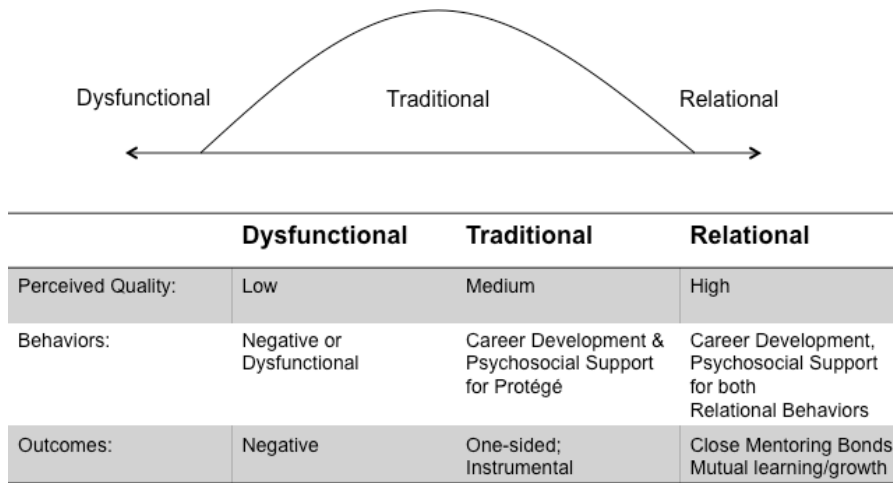 Dysfunctional Traditional Relational
Dysfunctional Traditional Relational
Perceived Quality: Low Medium High
Behaviors: Negative or Career Development & Career Development,
Dysfunctional Psychosocial Support Psychosocial Support
for Protégé for both
Relational Behaviors
Outcomes: Negative One-sided; Close Mentoring Bonds
Instrumental Mutual learning/growth